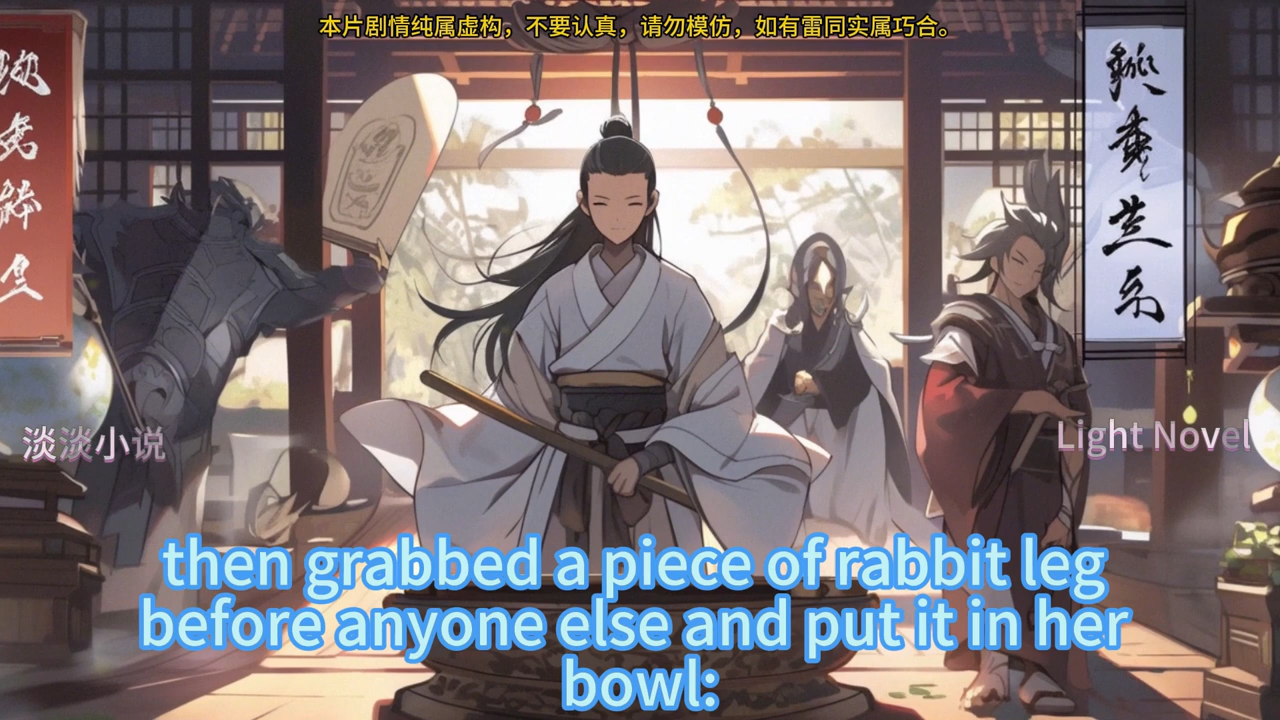 本片剧情纯属虚构，不要认真，请勿模仿，如有雷同实属巧合。
淡淡小说
Light Novel
then grabbed a piece of rabbit leg
before anyone else and put it in her
bowl: